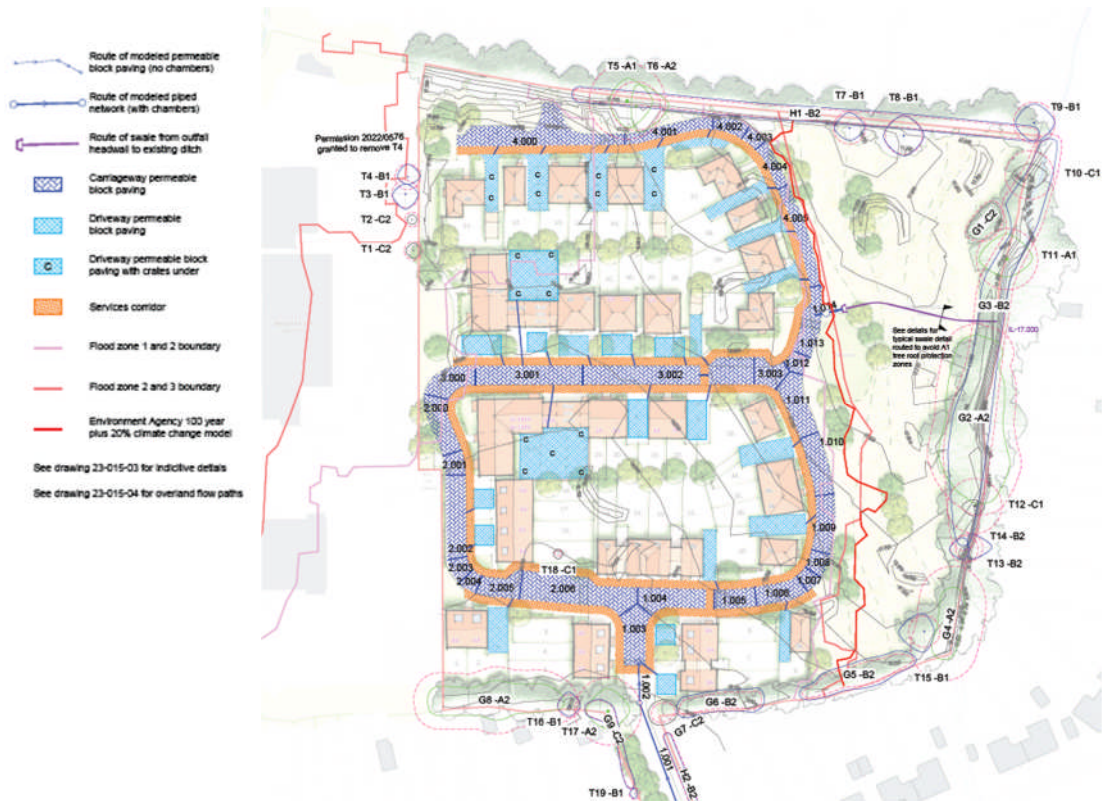 Route of modeled permeable
block paving (no chambers)
Route of modeled piped
network (with chambers)
Route of swale from outfall
headwall to existing ditch
Carriageway permeable
block paving
Driveway permeable
block paving
C
Driveway permeable block
paving with crates under
Services corridor
Flood zone 1 and 2 boundary
Flood zone 2 and 3 boundary
Environment Agency 100 year
plus 20% climate change model
See drawing 23-015-03 for indicitive details
See drawing 23-015-04 for overland flow paths
T5 -A1
T6 -A2
T7 -B1
T8 -B1
H1 -B2
T9 -B1
Permission 2022/0676
granted to remove T4
4.000
4.001
4.002
4.003
4.004
4.005
T4 -B1
T3 -B1
T2 -C2
T1 -C2
C
C
C
C
C
C
C
C
C
C
C
C
T10 -C1
G1 -C2
T11 -A1
G3 -B2
1.014
IL-17.000
See details for
typical swale detail
routed to avoid A1
tree root protection
zones
1.013
1.012
3.000
3.001
3.002
3.003
2.000
1.011
1.010
G2 -A2
C
C
C
C
C
2.001
2.002
2.003
2.004
2.005
2.006
T18 -C1
1.009
1.008
1.007
1.006
1.005
1.004
1.003
T12 -C1
T14 -B2
T13 -B2
G4 -A2
T15 -B1
G5 -B2
1.002
G8 -A2
T16 -B1
T17 -A2
G9 -C2
G6 -B2
G7 -C2
1.001
H2 -B2
T19 -B1